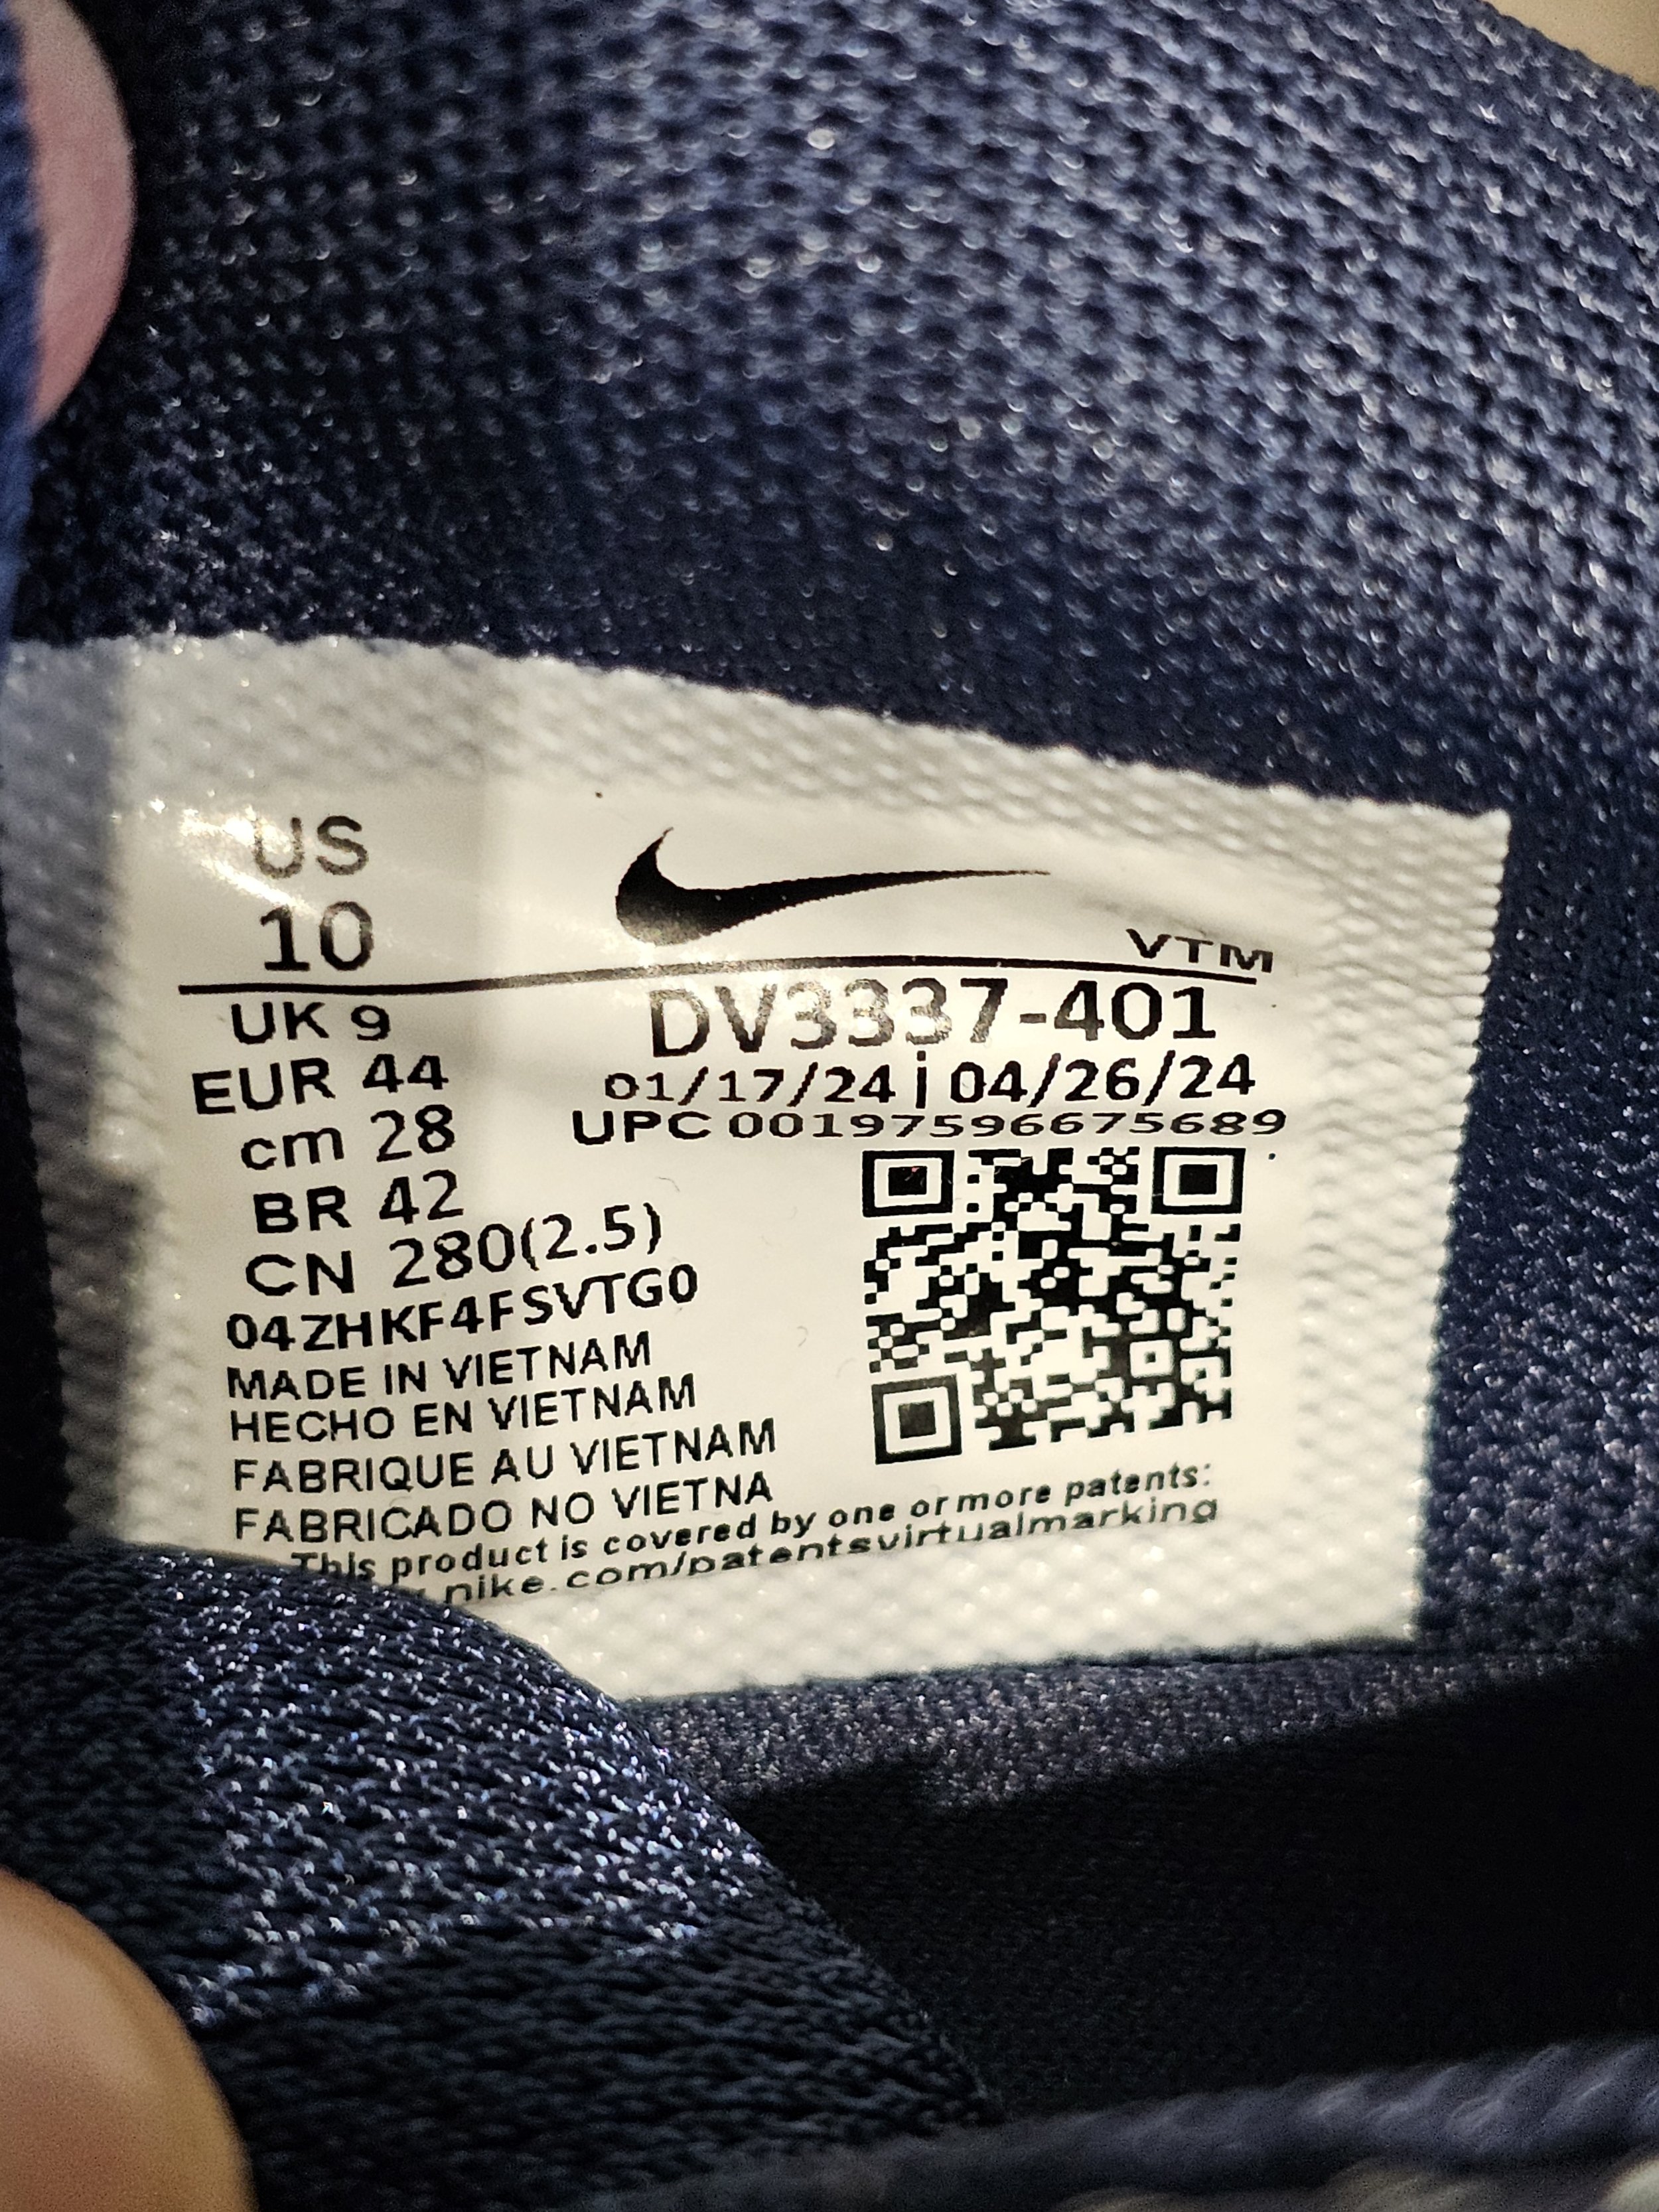 US
10
VTM
UK 9
EUR 44
cm 28
BR 42
CN 280(2.5)
DV3337-401
01/17/24 | 04/26/24
UPC 00197596675689
04ZHKF4FSVTG0
MADE IN VIETNAM
HECHO EN VIETNAM
FABRIQUE AU VIETNAM
FABRICADO NO VIETNA
This product is covered by one or more patents:
nike.com/patentsvirtualmarking